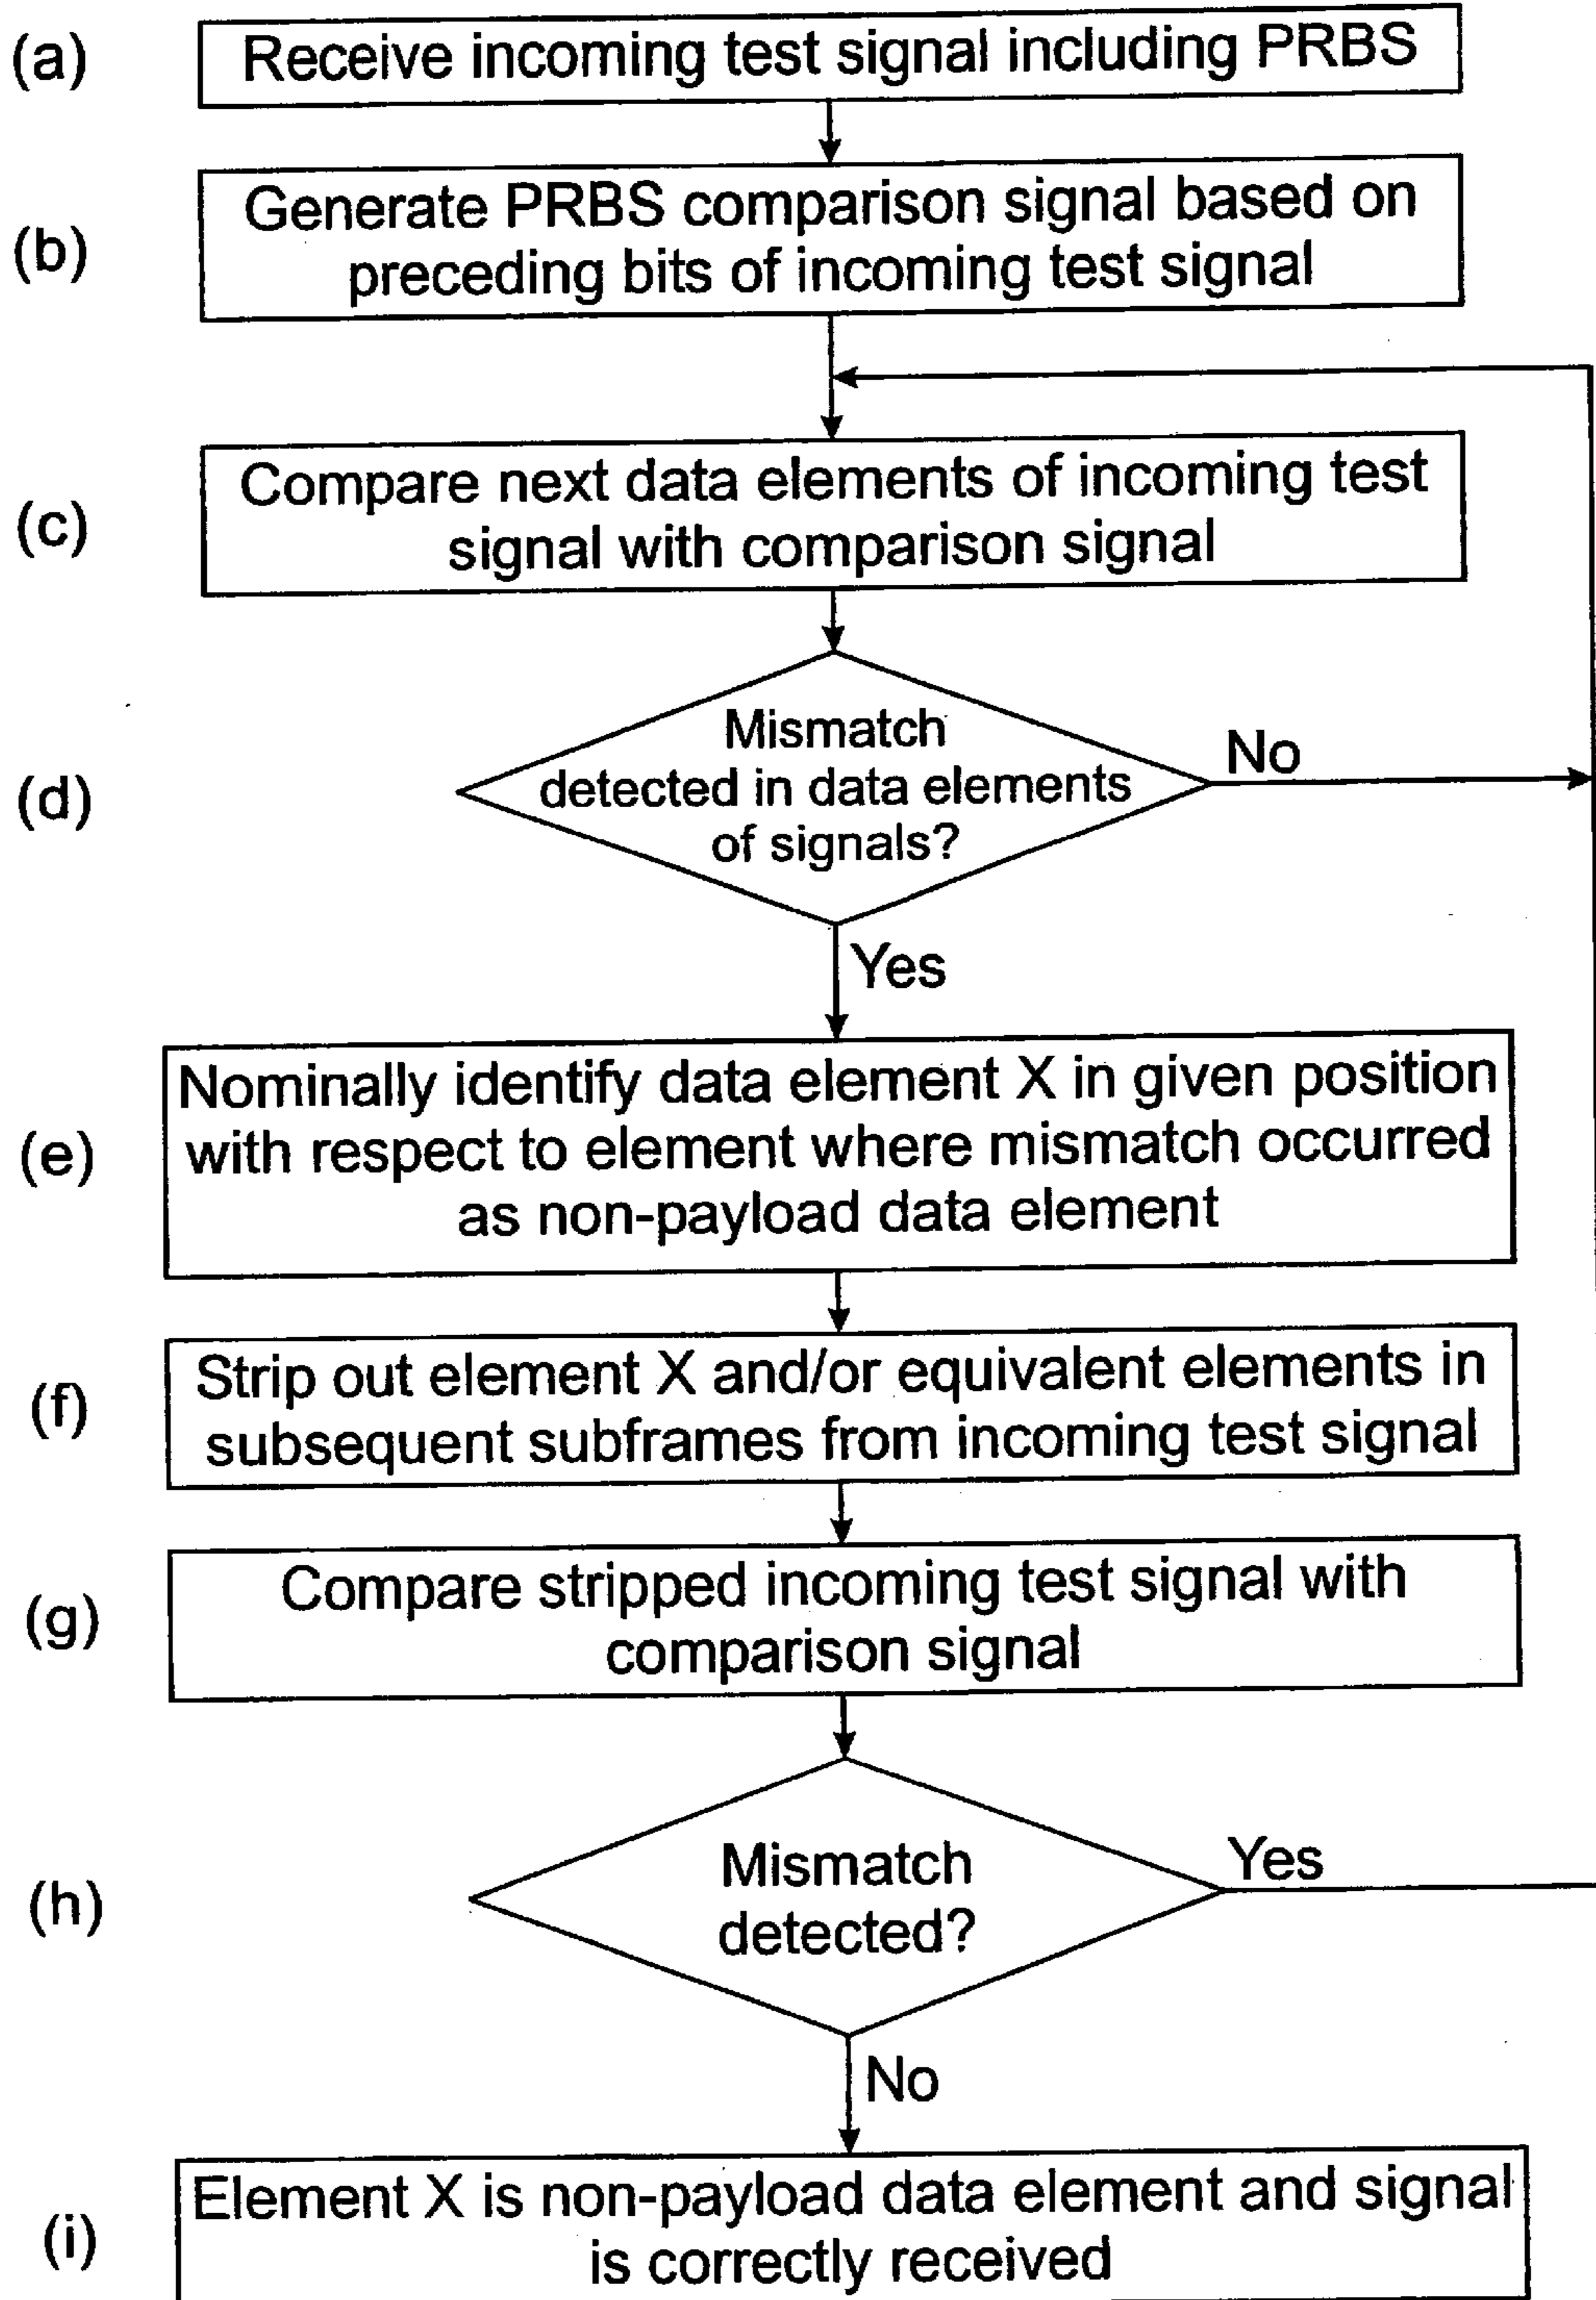 (a)
Receive incoming test signal including PRBS
(b)
Generate PRBS comparison signal based on
preceding bits of incoming test signal
(c)
Compare next data elements of incoming test
signal with comparison signal
(d)
Mismatch
detected in data elements
of signals?
No
Yes
(e)
Nominally identify data element X in given position
with respect to element where mismatch occurred
as non-payload data element
(f)
Strip out element X and/or equivalent elements in
subsequent subframes from incoming test signal
(g)
Compare stripped incoming test signal with
comparison signal
(h)
Mismatch
detected?
Yes
No
(i)
Element X is non-payload data element and signal
is correctly received